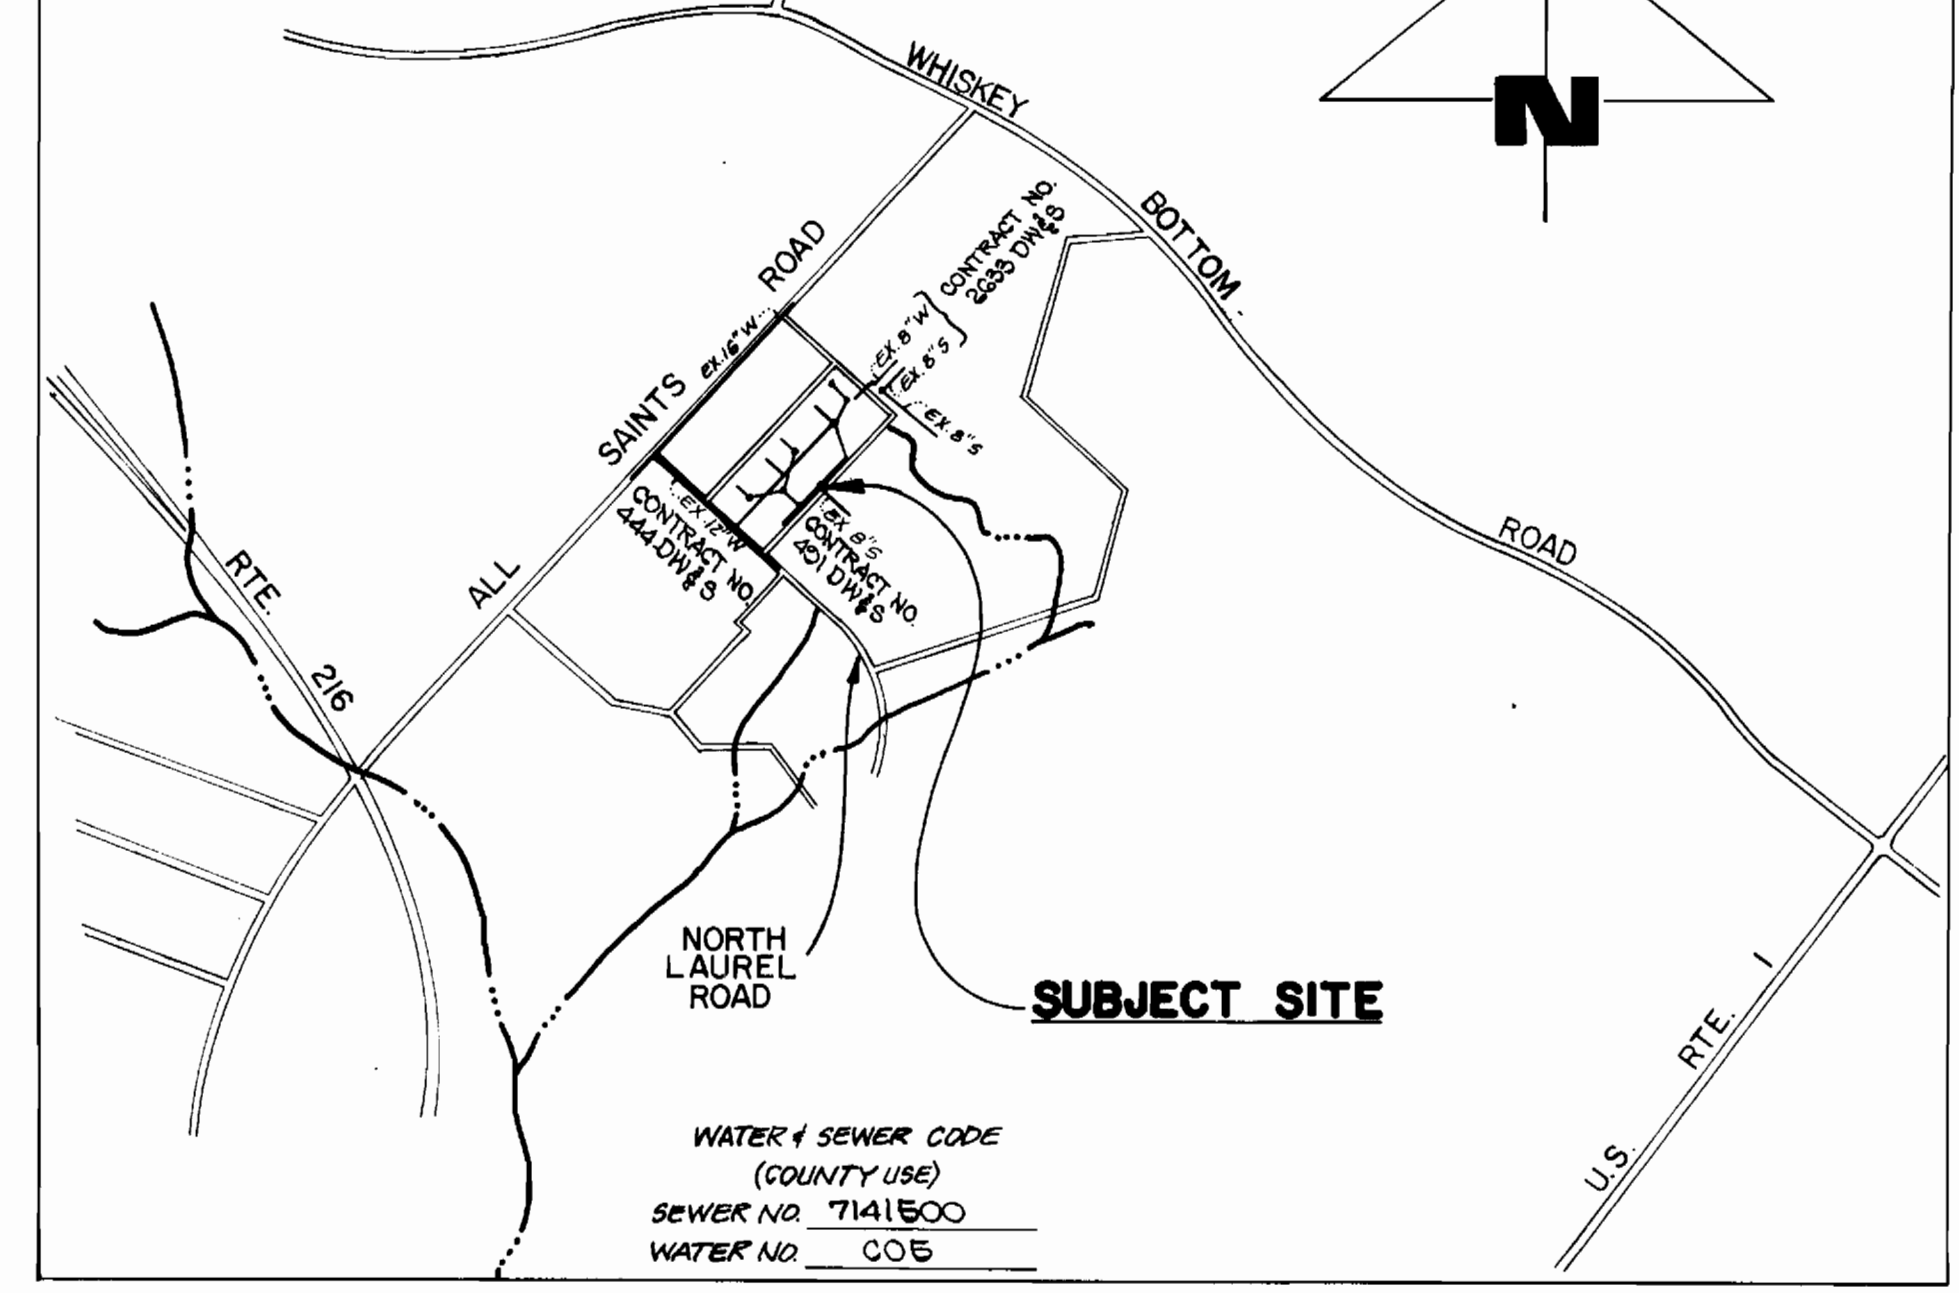 N
WHISKEY
BOTTOM
ROAD
ALL
SAINTS
ROAD
EX. 16" W
CONTRACT NO.
2633 DW&S
EX. 8" W
EX. 8" S
EX. 8" S
EX. 12" W
CONTRACT NO.
444 DW&S
EX 8" S
CONTRACT NO.
491 DW&S
RTE.
216
NORTH
LAUREL
ROAD
SUBJECT SITE
U.S.
RTE.
1
WATER & SEWER CODE
(COUNTY USE)
SEWER NO. 7141500
WATER NO. C05